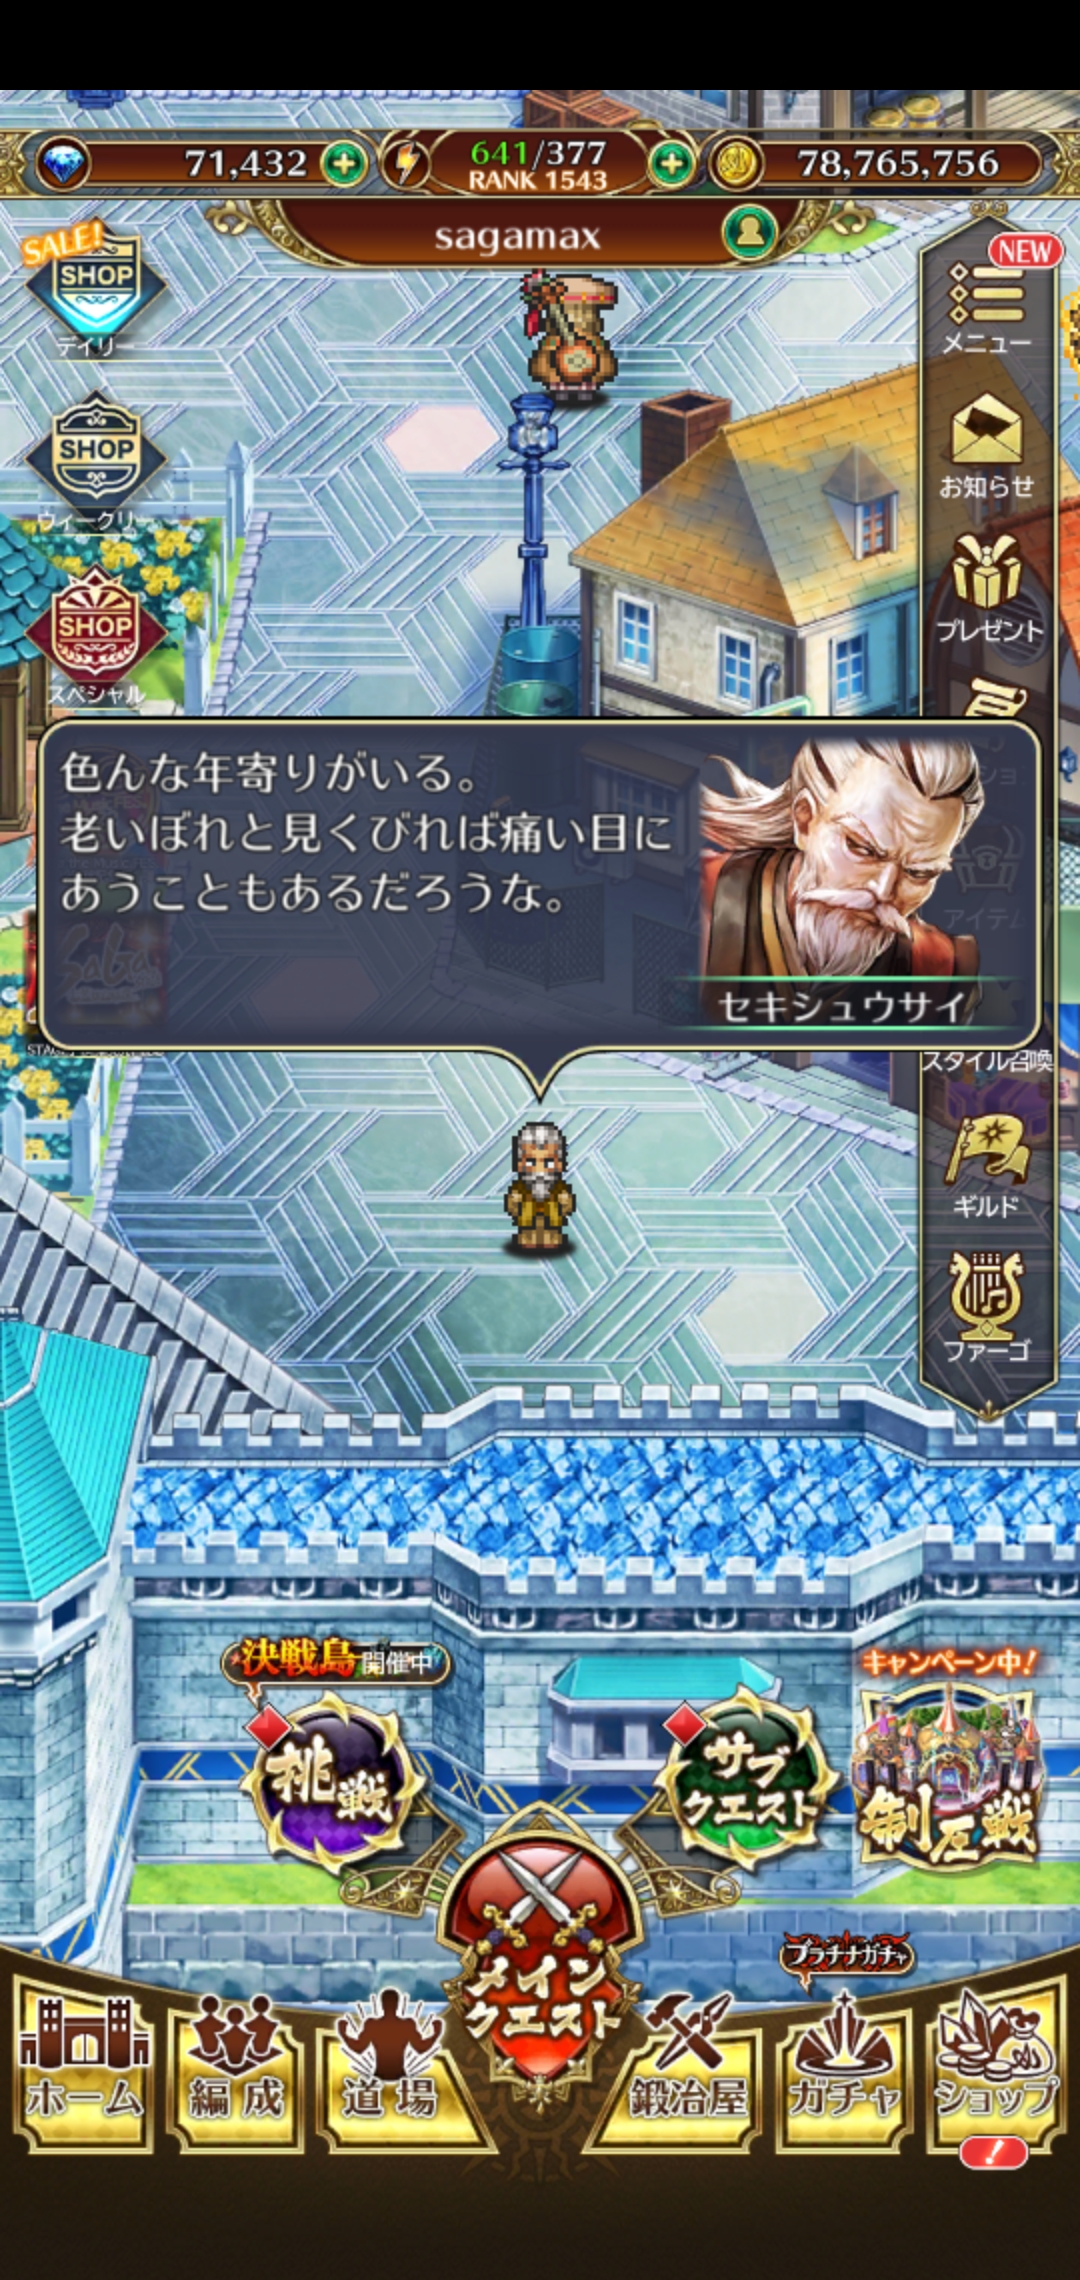 71,432
641/377
RANK 1543
78,765,756
sagamax
SALE!
SHOP
デイリー
SHOP
ウィークリー
SHOP
スペシャル
NEW
メニュー
お知らせ
プレゼント
色んな年寄りがいる。
老いぼれと見くびれば痛い目に
あうこともあるだろうな。
セキシュウサイ
アイテム
スタイル召喚
ギルド
ファーゴ
決戦島 開催中
挑戦
サブ
クエスト
キャンペーン中!
制圧戦
メイン
クエスト
プラチナガチャ
ホーム
編成
道場
鍛冶屋
ガチャ
ショップ
!